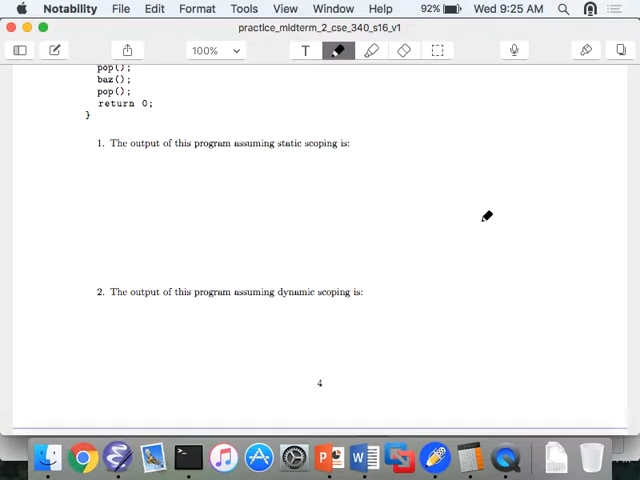 Notability File Edit Format Tools View Window Help 92% Wed 9:25 AM
practice_midterm_2_cse_340_s16_v1
100% T
pop();
baz();
pop();
return 0;
}
1. The output of this program assuming static scoping is:
2. The output of this program assuming dynamic scoping is:
4